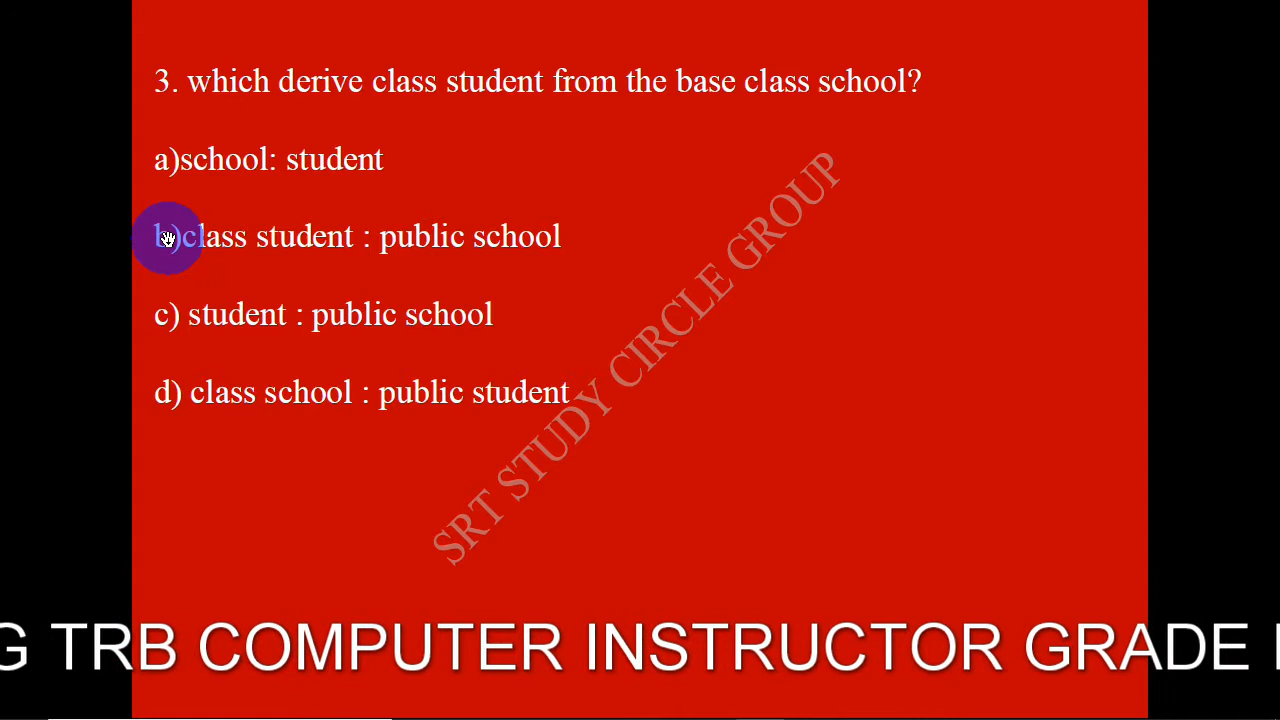 3. which derive class student from the base class school?
a)school: student
b)class student : public school
c) student : public school
d) class school : public student
SRT STUDY CIRCLE GROUP
G TRB COMPUTER INSTRUCTOR GRADE